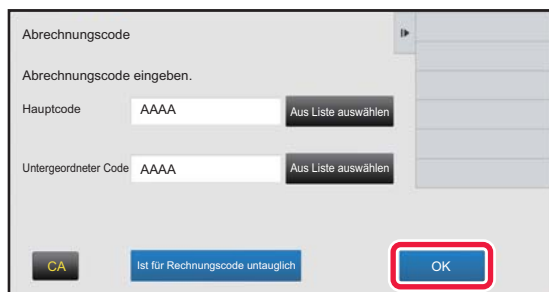 Abrechnungscode
Abrechnungscode eingeben.
Hauptcode AAAA Aus Liste auswählen
Untergeordneter Code AAAA Aus Liste auswählen
CA Ist für Rechnungscode untauglich OK